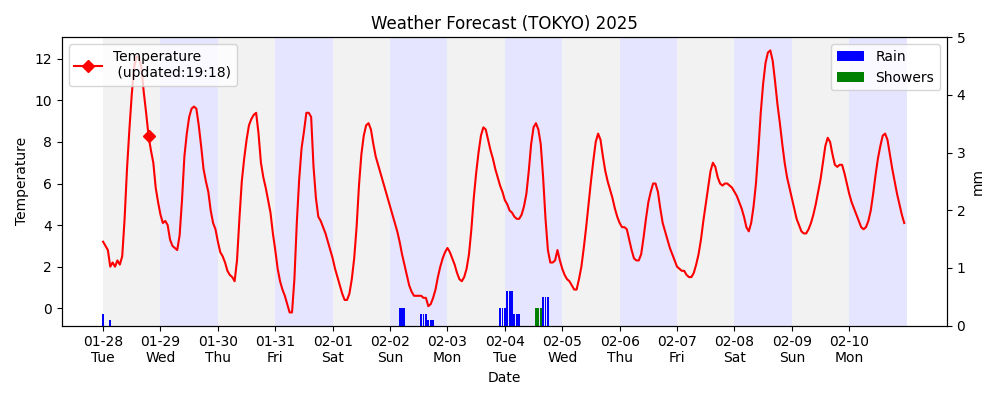 Weather Forecast (TOKYO) 2025
Temperature
(updated:19:18)
Rain
Showers
12
10
8
6
4
2
0
Temperature
5
4
3
2
1
0
mm
01-28 01-29 01-30 01-31 02-01 02-02 02-03 02-04 02-05 02-06 02-07 02-08 02-09 02-10
Tue Wed Thu Fri Sat Sun Mon Tue Wed Thu Fri Sat Sun Mon
Date